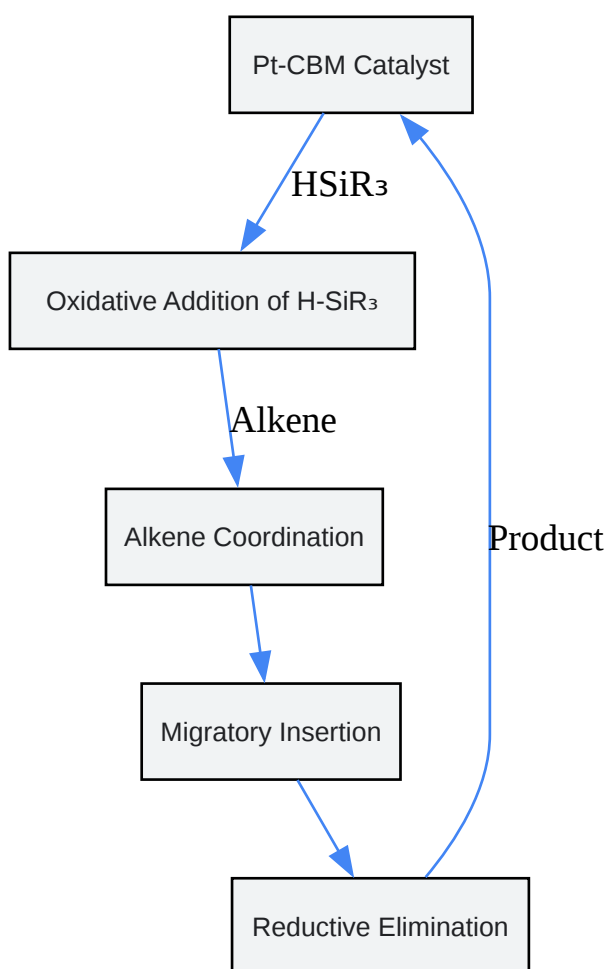 Pt-CBM Catalyst
HSiR₃
Oxidative Addition of H-SiR₃
Alkene
Alkene Coordination
Product
Migratory Insertion
Reductive Elimination